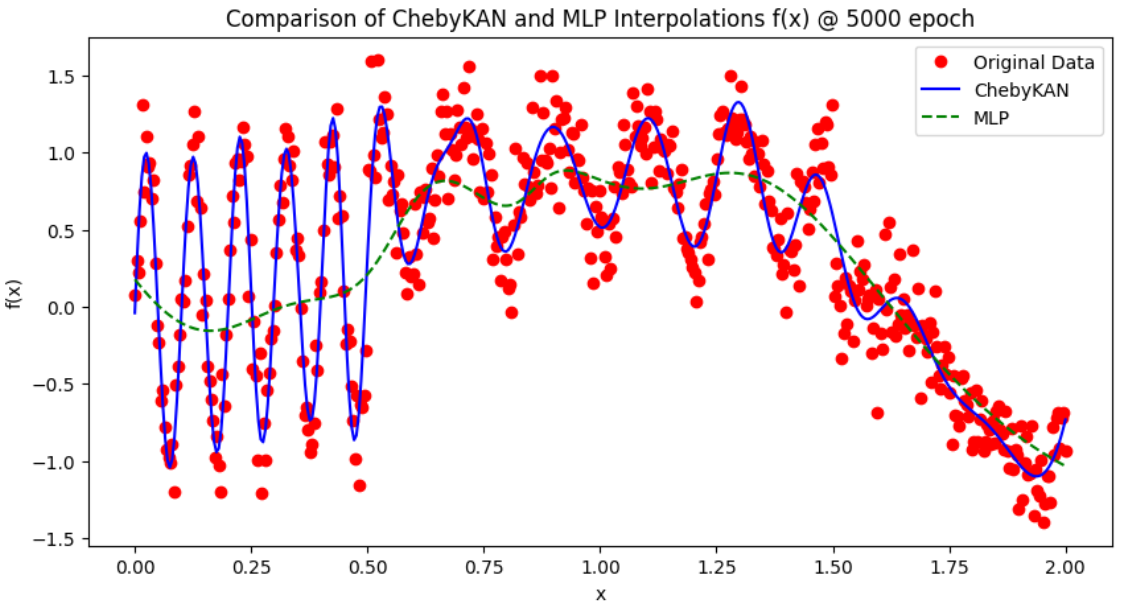 Comparison of ChebyKAN and MLP Interpolations f(x) @ 5000 epoch
Original Data
ChebyKAN
MLP
f(x)
1.5
1.0
0.5
0.0
−0.5
−1.0
−1.5
0.00 0.25 0.50 0.75 1.00 1.25 1.50 1.75 2.00
x